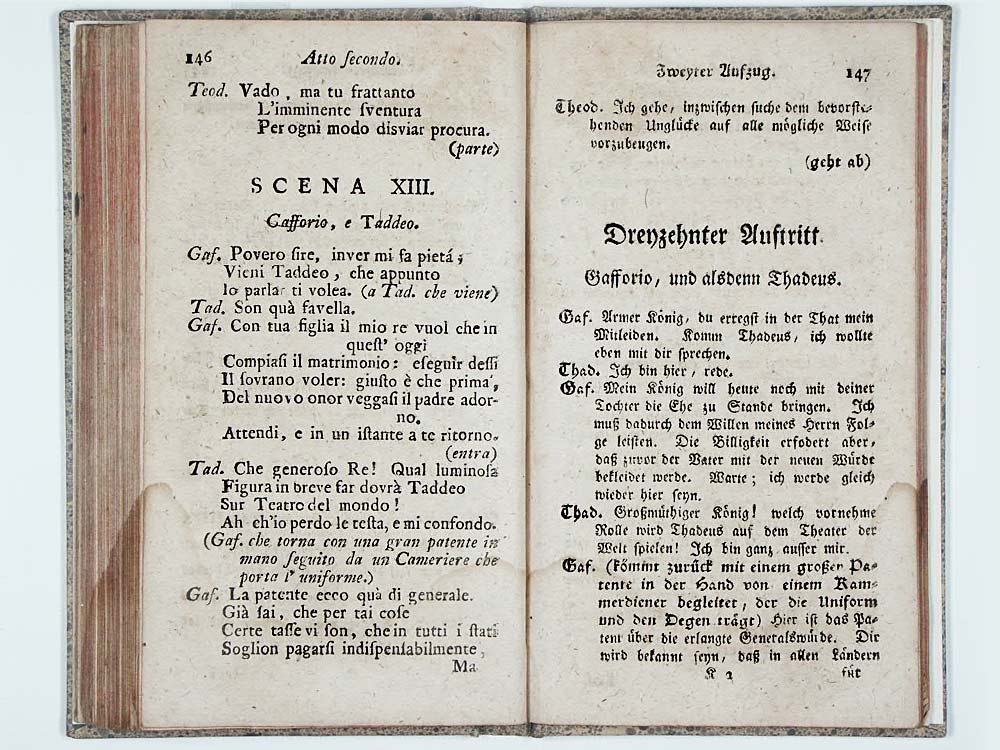 146 Atto ſecondo.
Teod. Vado, ma tu frattanto
L'imminente ſventura
Per ogni modo disviar procura.
(parte)
SCENA XIII.
Gafforio, e Taddeo.
Gaf. Povero ſire, inver mi fa pietá;
Vieni Taddeo, che appunto
Io parlar ti volea. (a Tad. che viene)
Tad. Son quà favella.
Gaf. Con tua figlia il mio re vuol che in
queſt' oggi
Compiaſi il matrimonio: eſeguir deſſi
Il ſovrano voler: giuſto è che prima,
Del nuovo onor veggaſi il padre ador-
no.
Attendi, e in un iſtante a te ritorno.
(entra)
Tad. Che generoſo Re! Qual luminoſa
Figura in breve far dovrà Taddeo
Sur Teatro del mondo!
Ah ch'io perdo le teſta, e mi confondo.
(Gaf. che torna con una gran patente in
mano ſeguito da un Cameriere che
porta l' uniforme.)
Gaf. La patente ecco quà di generale.
Già ſai, che per tai coſe
Certe taſſe vi ſon, che in tutti i ſtati
Soglion pagarſi indiſpenſabilmente,
Ma
Zweyter Aufzug. 147
Theod. Ich gehe, inzwiſchen ſuche dem bevorſte-
henden Unglücke auf alle mögliche Weiſe
vorzubeugen.
(geht ab)
Dreyzehnter Auftritt.
Gafforio, und alsdenn Thadeus.
Gaf. Armer König, du erregſt in der That mein
Mitleiden. Komm Thadeus, ich wollte
eben mit dir ſprechen.
Thad. Ich bin hier, rede.
Gaf. Mein König will heute noch mit deiner
Tochter die Ehe zu Stande bringen. Ich
muß dadurch dem Willen meines Herrn Fol-
ge leiſten. Die Billigkeit erfodert aber,
daß zuvor der Vater mit der neuen Würde
bekleidet werde. Warte; ich werde gleich
wieder hier ſeyn.
Thad. Großmüthiger König! welch vornehme
Rolle wird Thadeus auf dem Theater der
Welt ſpielen! Ich bin ganz auſſer mir.
Gaf. (kömmt zurück mit einem großen Pa-
tente in der Hand von einem Kam-
merdiener begleitet, der die Uniform
und den Degen trägt) Hier iſt das Pa-
tent über die erlangte Generalswürde. Dir
wird bekannt ſeyn, daß in allen Ländern
K 2 für